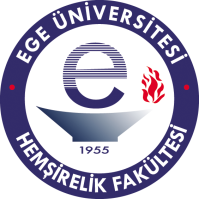 EGE ÜNİVERSİTESİ
e
1955
HEMŞİRELİK FAKÜLTESİ